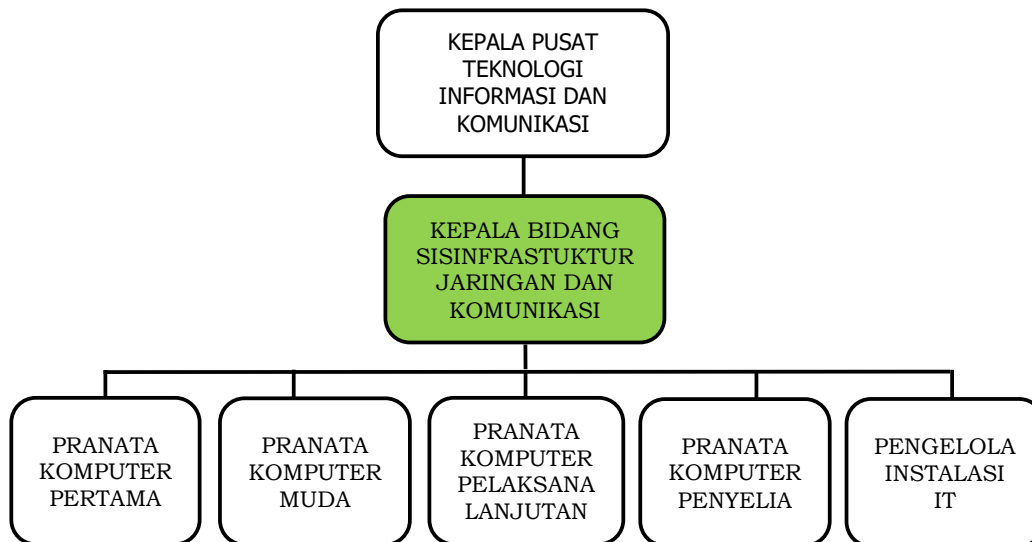 KEPALA PUSAT
TEKNOLOGI
INFORMASI DAN
KOMUNIKASI
KEPALA BIDANG
SISINFRASTUKTUR
JARINGAN DAN
KOMUNIKASI
PRANATA
KOMPUTER
PERTAMA
PRANATA
KOMPUTER
MUDA
PRANATA
KOMPUTER
PELAKSANA
LANJUTAN
PRANATA
KOMPUTER
PENYELIA
PENGELOLA
INSTALASI
IT